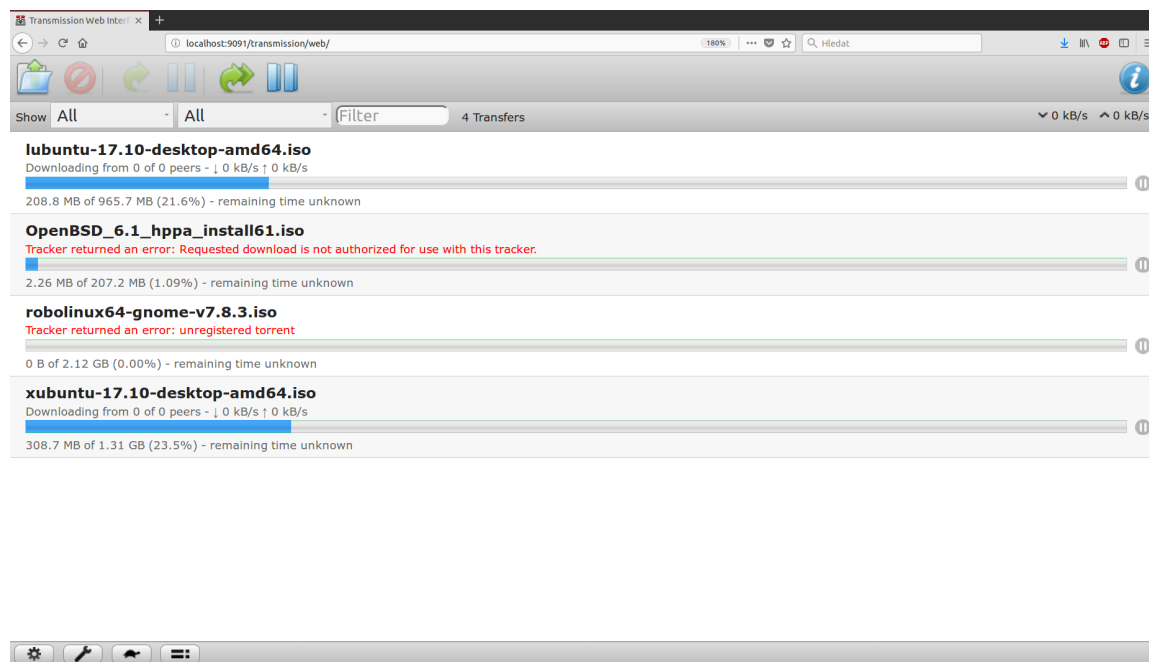 Transmission Web Interf
localhost:9091/transmission/web/
180%
Hledat
ABP
Show All All Filter 4 Transfers 0 kB/s 0 kB/s
lubuntu-17.10-desktop-amd64.iso
Downloading from 0 of 0 peers - ↓ 0 kB/s ↑ 0 kB/s
208.8 MB of 965.7 MB (21.6%) - remaining time unknown
OpenBSD_6.1_hppa_install61.iso
Tracker returned an error: Requested download is not authorized for use with this tracker.
2.26 MB of 207.2 MB (1.09%) - remaining time unknown
robolinux64-gnome-v7.8.3.iso
Tracker returned an error: unregistered torrent
0 B of 2.12 GB (0.00%) - remaining time unknown
xubuntu-17.10-desktop-amd64.iso
Downloading from 0 of 0 peers - ↓ 0 kB/s ↑ 0 kB/s
308.7 MB of 1.31 GB (23.5%) - remaining time unknown